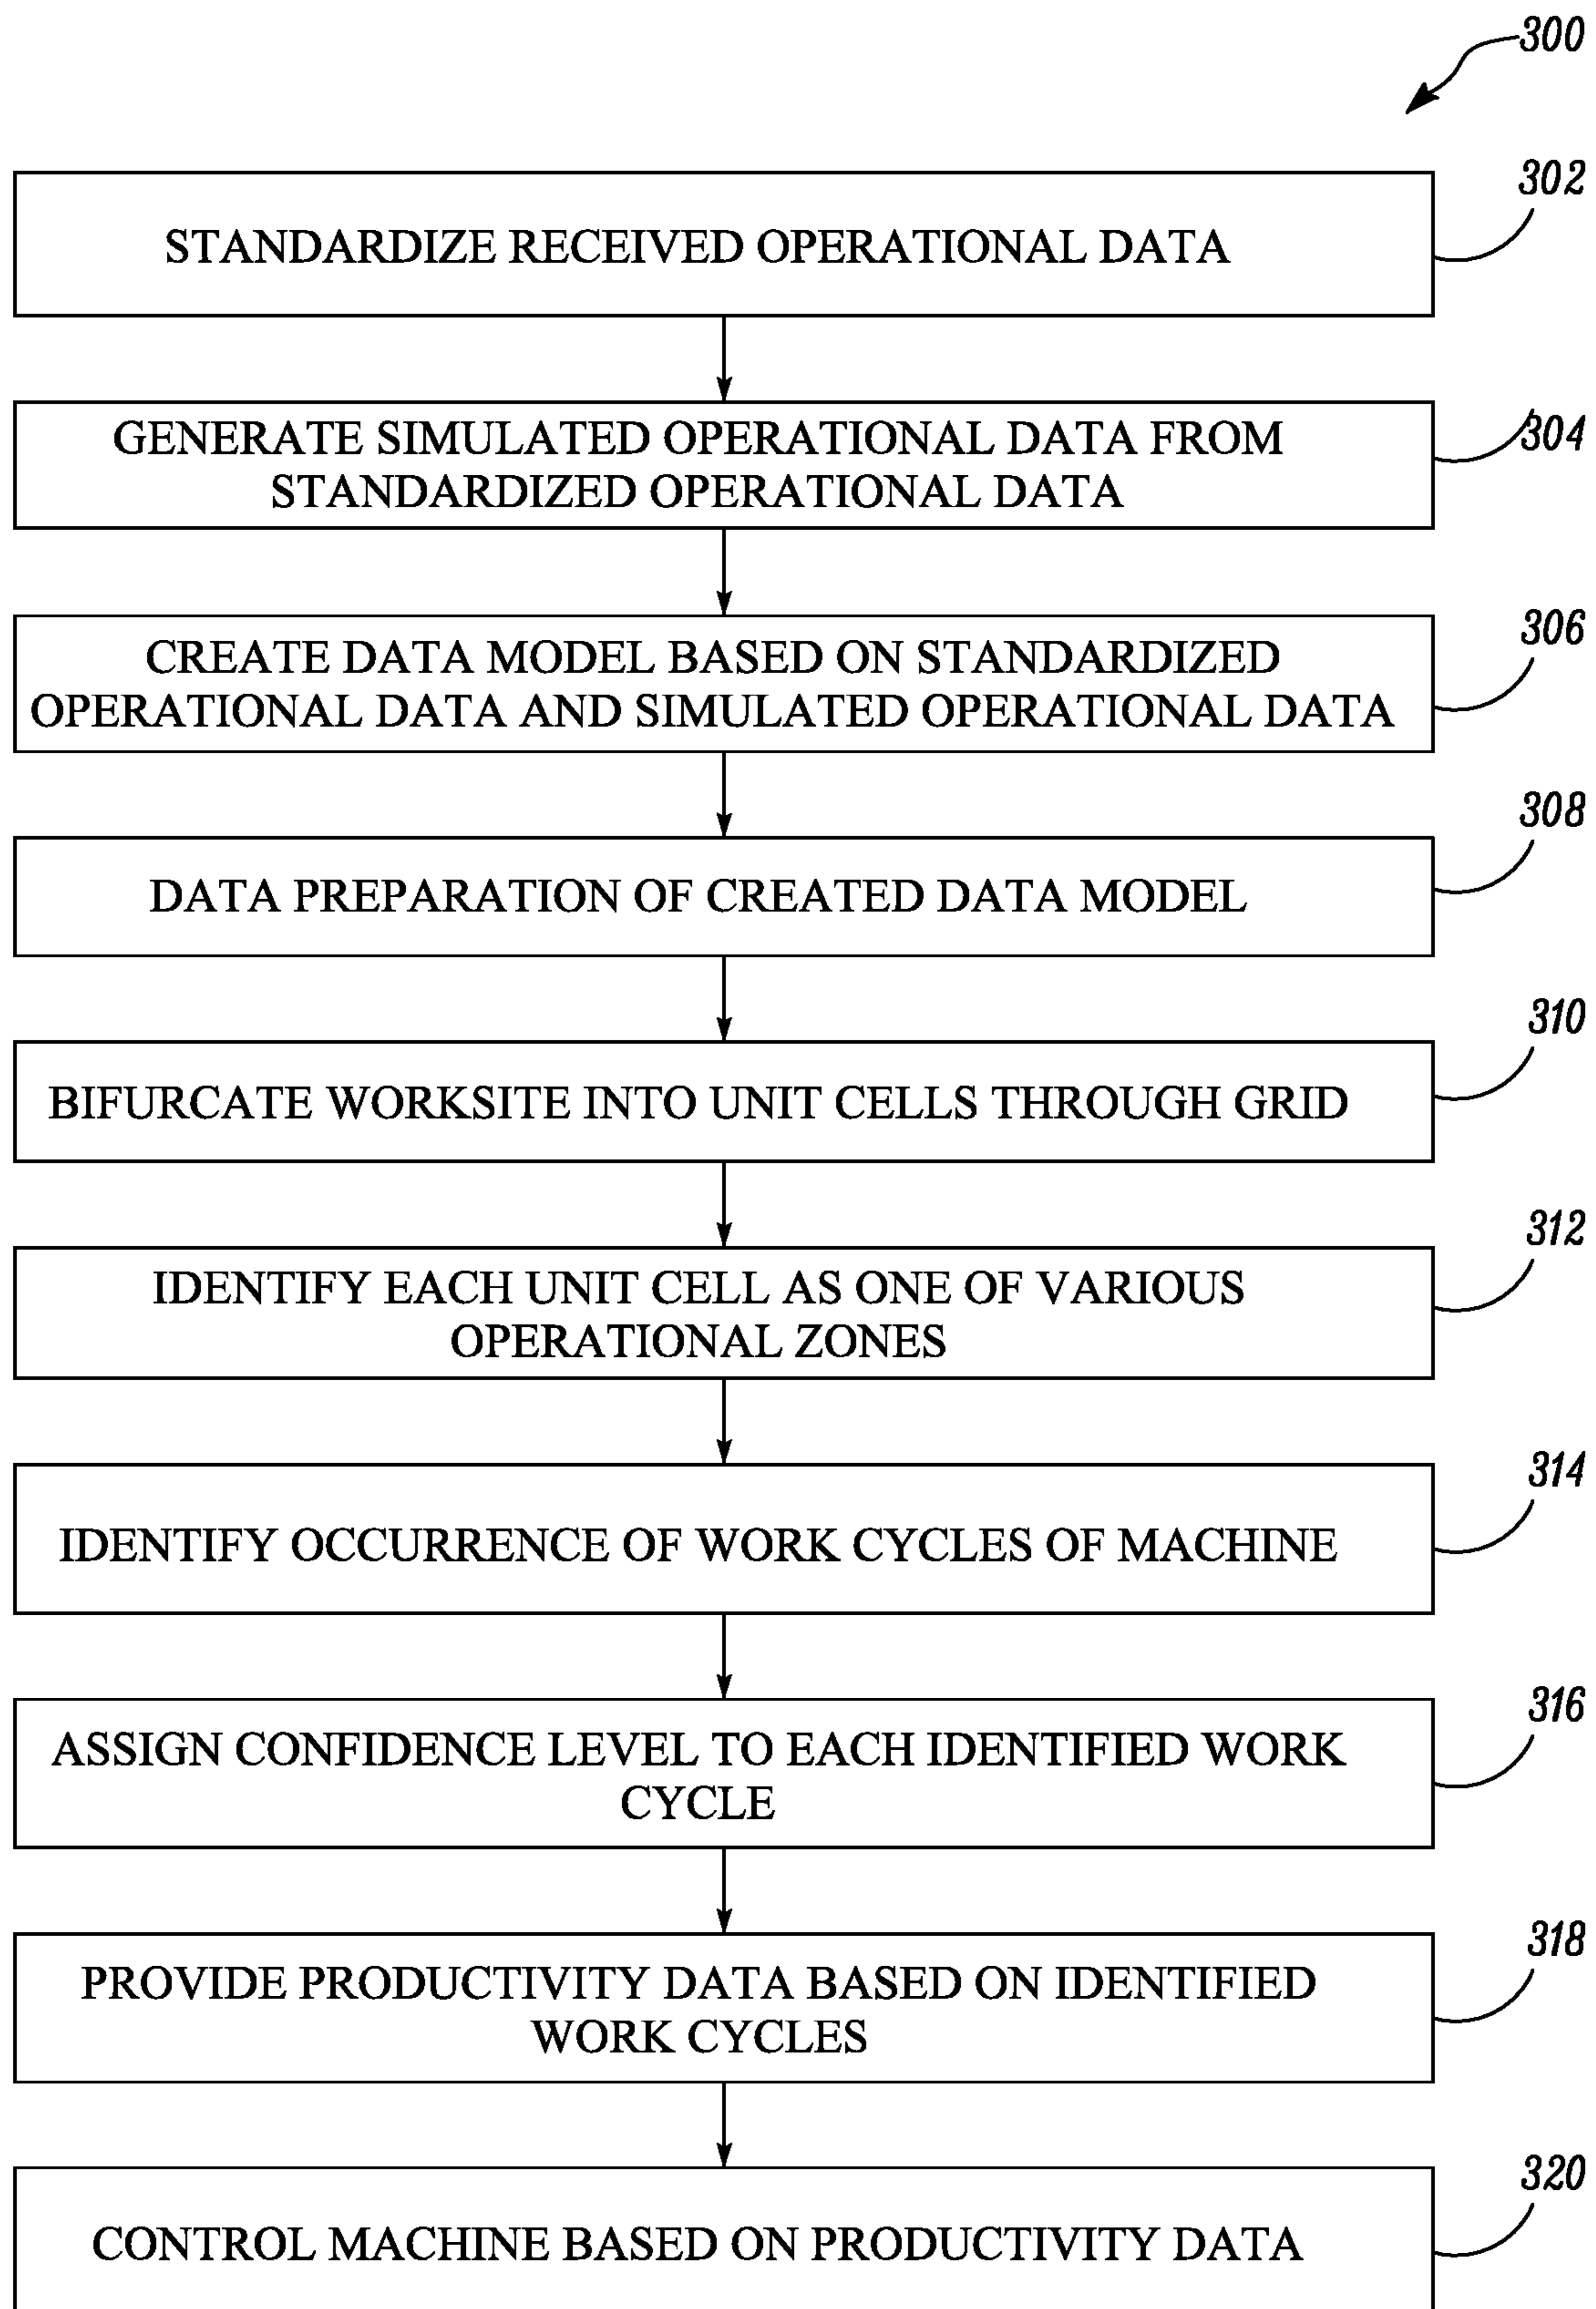 300
302
STANDARDIZE RECEIVED OPERATIONAL DATA
304
GENERATE SIMULATED OPERATIONAL DATA FROM
STANDARDIZED OPERATIONAL DATA
306
CREATE DATA MODEL BASED ON STANDARDIZED
OPERATIONAL DATA AND SIMULATED OPERATIONAL DATA
308
DATA PREPARATION OF CREATED DATA MODEL
310
BIFURCATE WORKSITE INTO UNIT CELLS THROUGH GRID
312
IDENTIFY EACH UNIT CELL AS ONE OF VARIOUS
OPERATIONAL ZONES
314
IDENTIFY OCCURRENCE OF WORK CYCLES OF MACHINE
316
ASSIGN CONFIDENCE LEVEL TO EACH IDENTIFIED WORK
CYCLE
318
PROVIDE PRODUCTIVITY DATA BASED ON IDENTIFIED
WORK CYCLES
320
CONTROL MACHINE BASED ON PRODUCTIVITY DATA